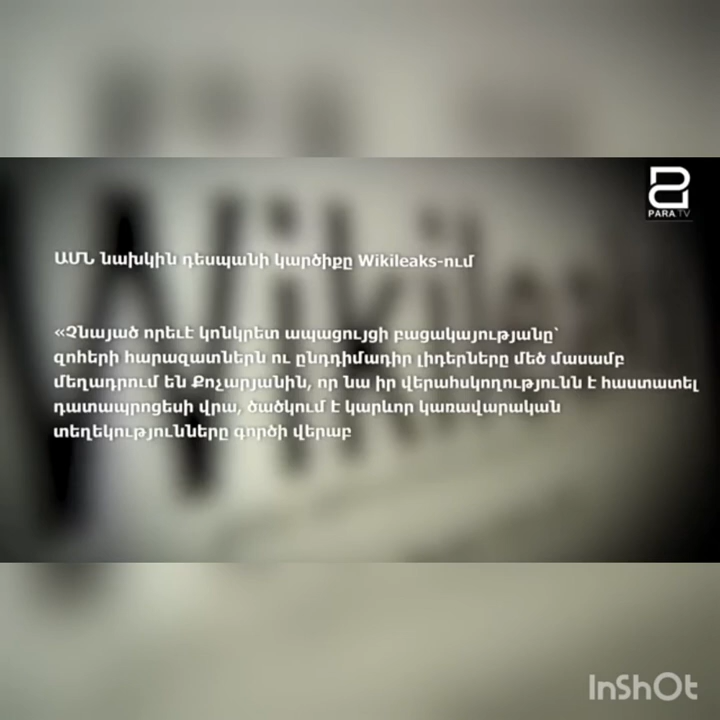 PARA.TV
ԱՄՆ նախկին դեսպանի կարծիքը Wikileaks-ում
«Չնայած որեւէ կոնկրետ ապացույցի բացակայությանը՝
զոհերի հարազատներն ու ընդդիմադիր լիդերները մեծ մասամբ
մեղադրում են Քոչարյանին, որ նա իր վերահսկողությունն է հաստատել
դատապրոցեսի վրա, ծածկում է կարևոր կառավարական
տեղեկությունները գործի վերաբ
InShOt